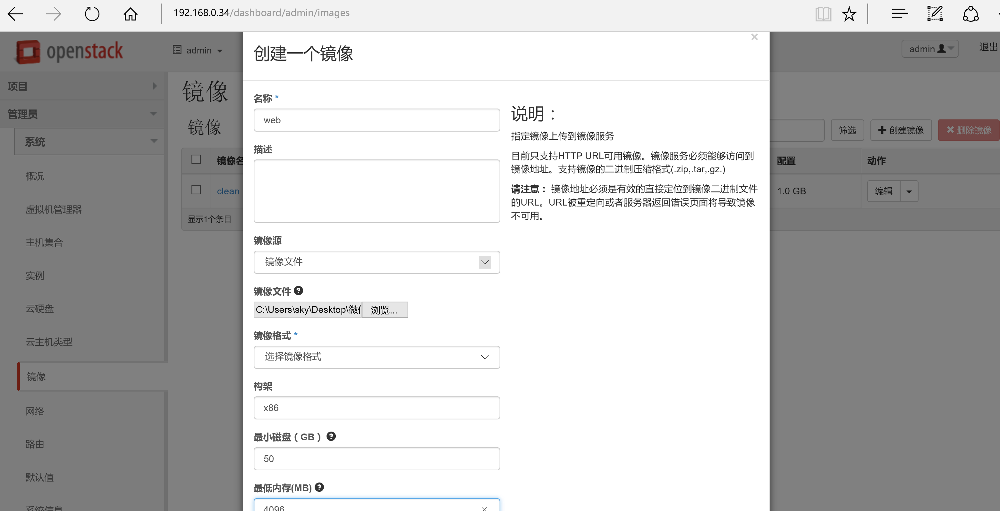 192.168.0.34/dashboard/admin/images
openstack
admin
admin
退出
项目
管理员
系统
概况
虚拟机管理器
主机集合
实例
云硬盘
云主机类型
镜像
网络
路由
默认值
系统信息
镜像
镜像
筛选
创建镜像
删除镜像
镜像名
配置
动作
clean
1.0 GB
编辑
显示1个条目
创建一个镜像
名称 *
web
描述
镜像源
镜像文件
镜像文件
C:\Users\sky\Desktop\微
浏览...
镜像格式 *
选择镜像格式
构架
x86
最小磁盘（GB）
50
最低内存(MB)
4096
说明：
指定镜像上传到镜像服务
目前只支持HTTP URL可用镜像。镜像服务必须能够访问到
镜像地址。支持镜像的二进制压缩格式(.zip,.tar,.gz.)
请注意： 镜像地址必须是有效的直接定位到镜像二进制文件
的URL。URL被重定向或者服务器返回错误页面将导致镜像
不可用。